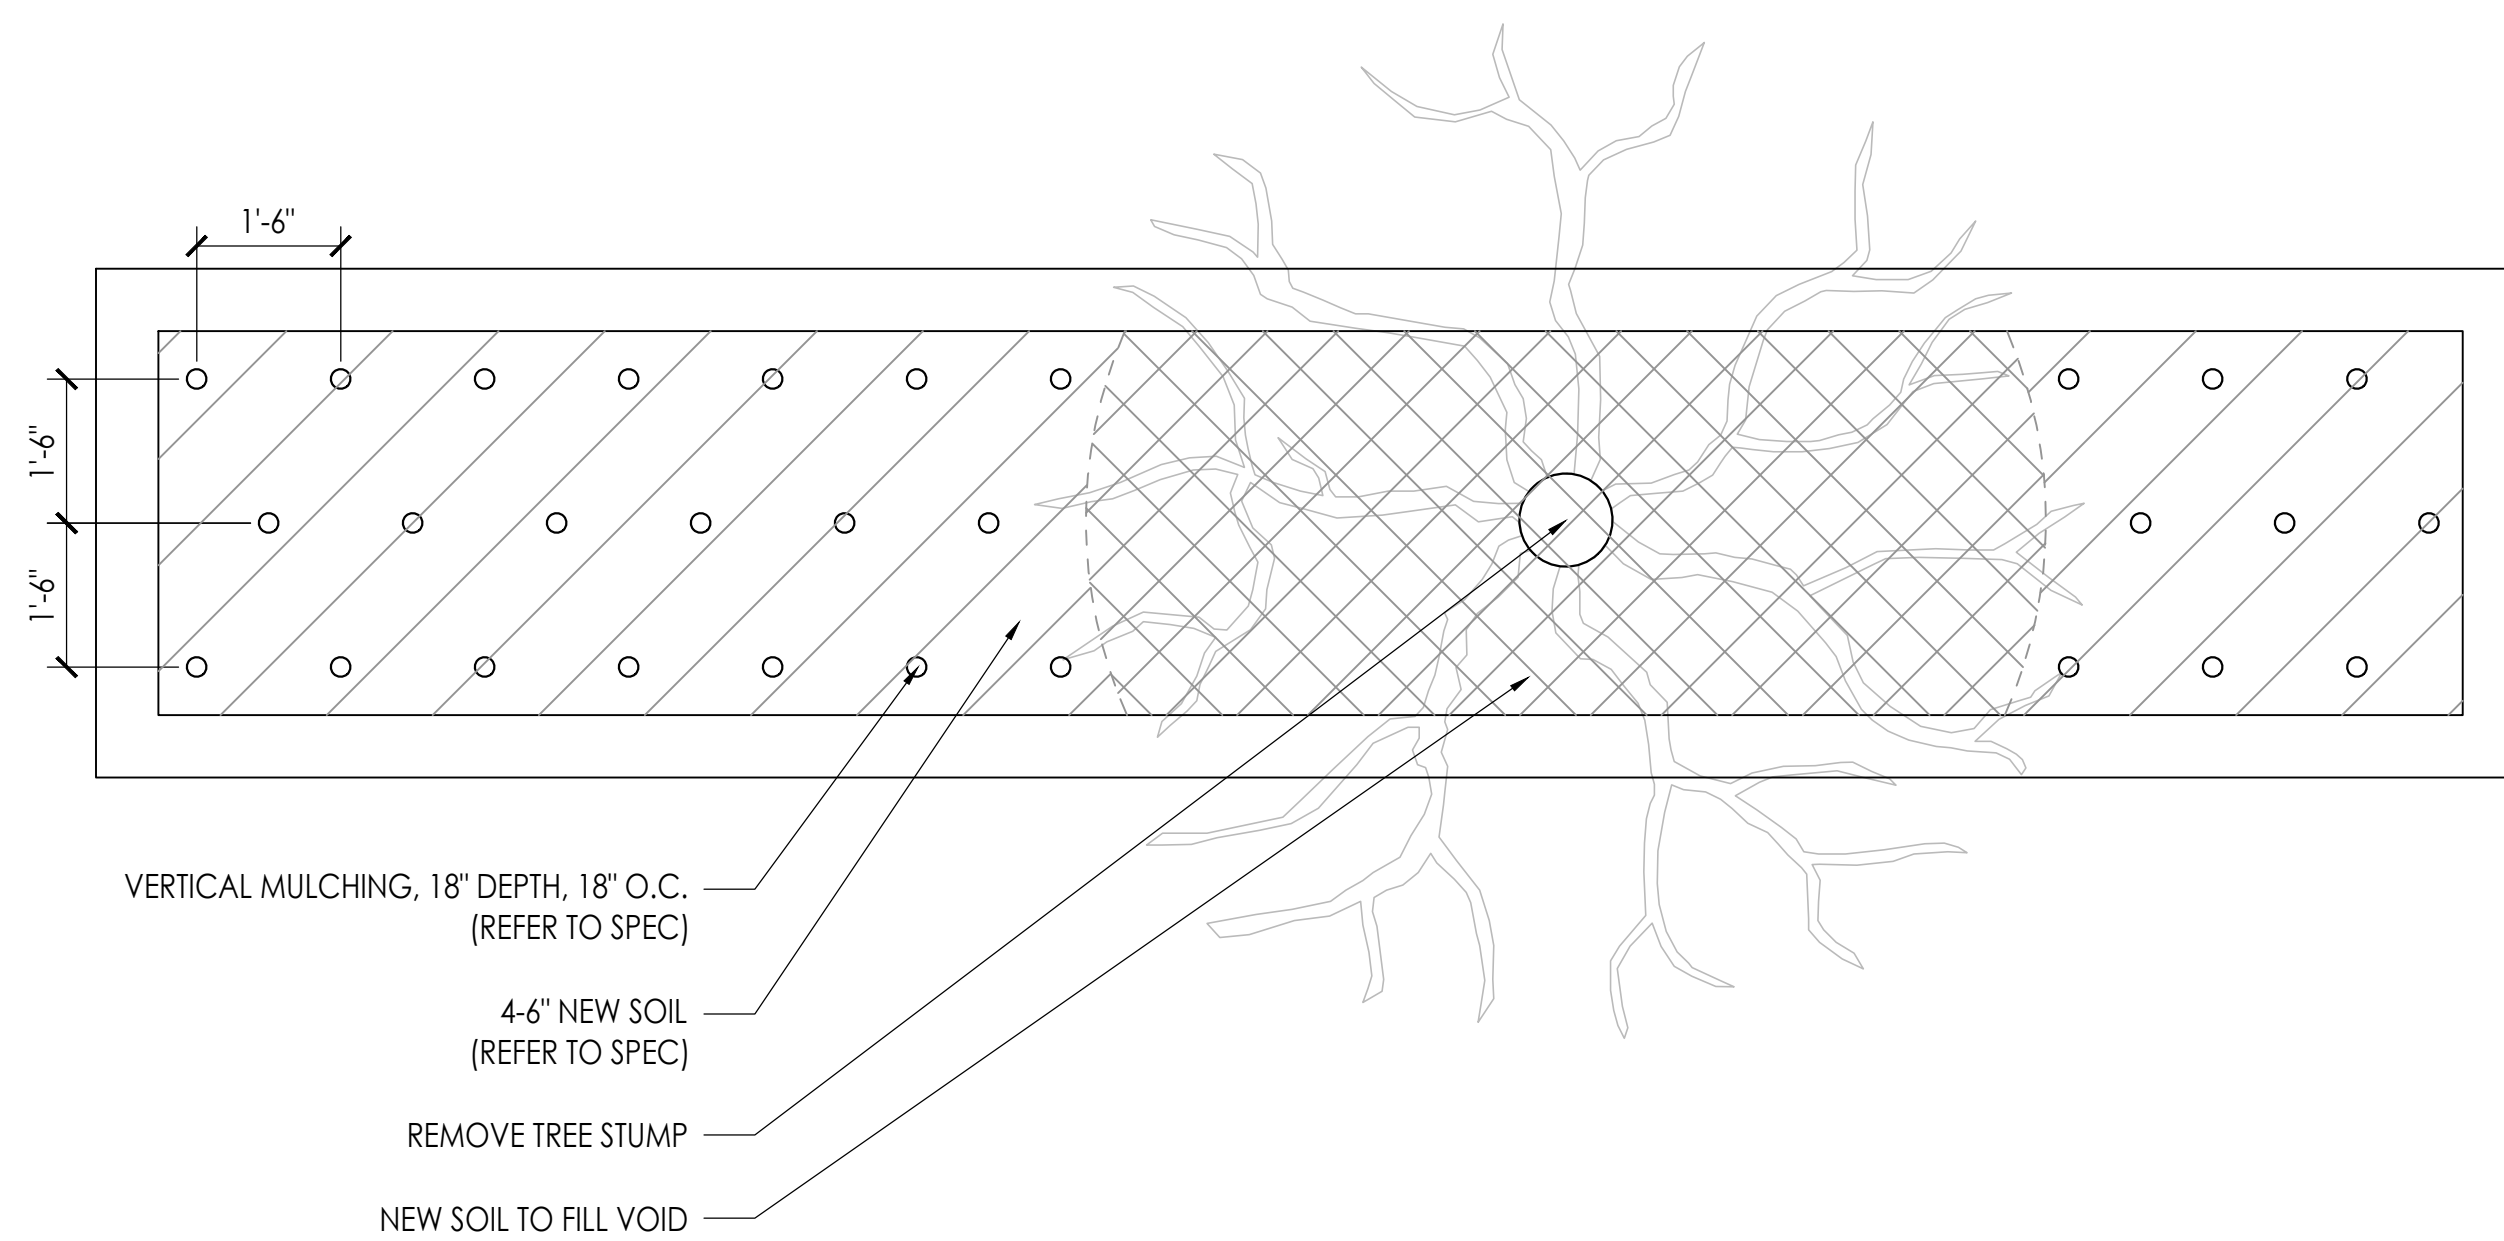 1'-6"
1'-6"
1'-6"
VERTICAL MULCHING, 18" DEPTH, 18" O.C.
(REFER TO SPEC)
4-6" NEW SOIL
(REFER TO SPEC)
REMOVE TREE STUMP
NEW SOIL TO FILL VOID